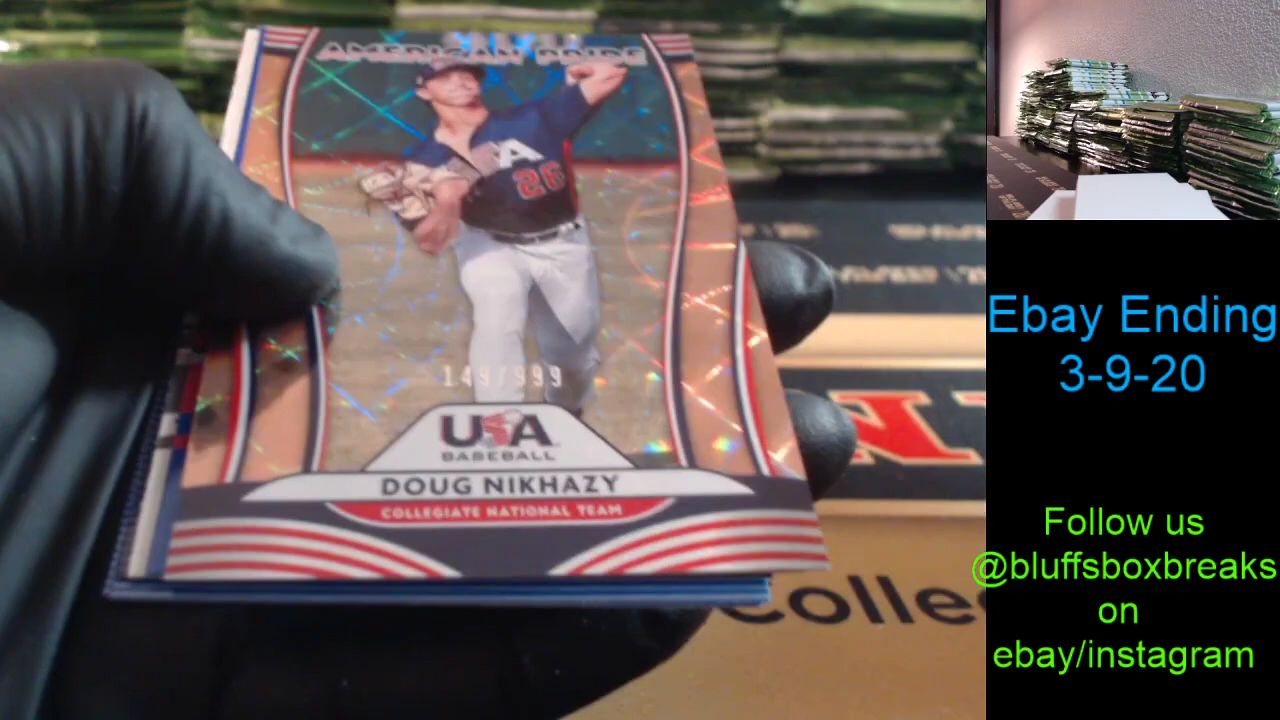 AMERICAN PRIDE
A
26
149/999
USA
BASEBALL
DOUG NIKHAZY
COLLEGIATE NATIONAL TEAM
Ebay Ending
3-9-20
Follow us
@bluffsboxbreaks
on
ebay/instagram